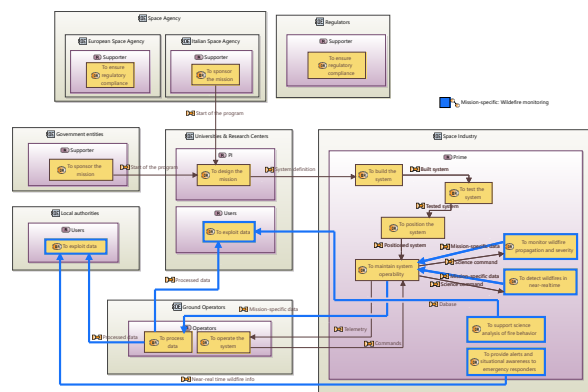 Space Agency
European Space Agency
Supporter
To ensure
regulatory
compliance
Italian Space Agency
Supporter
To sponsor
the mission
Regulators
Supporter
To ensure
regulatory
compliance
Mission-specific: Wildfire monitoring
Start of the program
Government entities
Supporter
To sponsor the
mission
Start of the program
Universities & Research Centers
PI
To design the
mission
System definition
Users
To exploit data
Local authorities
Users
To exploit data
Space Industry
Prime
To build the
system
Built system
To test the
system
Tested system
To position the
system
Positioned system
To maintain system
operability
Mission-specific data
Science command
Mission-specific data
Science command
To monitor wildfire
propagation and severity
To detect wildfires in
near-realtime
Processed data
Ground Operators
Mission-specific data
Operators
To process
data
To operate the
system
Processed data
Telemetry
Commands
Debase
To support science
analysis of fire behavior
To provide alerts and
situational awareness to
emergency responders
Near-real time wildfire info